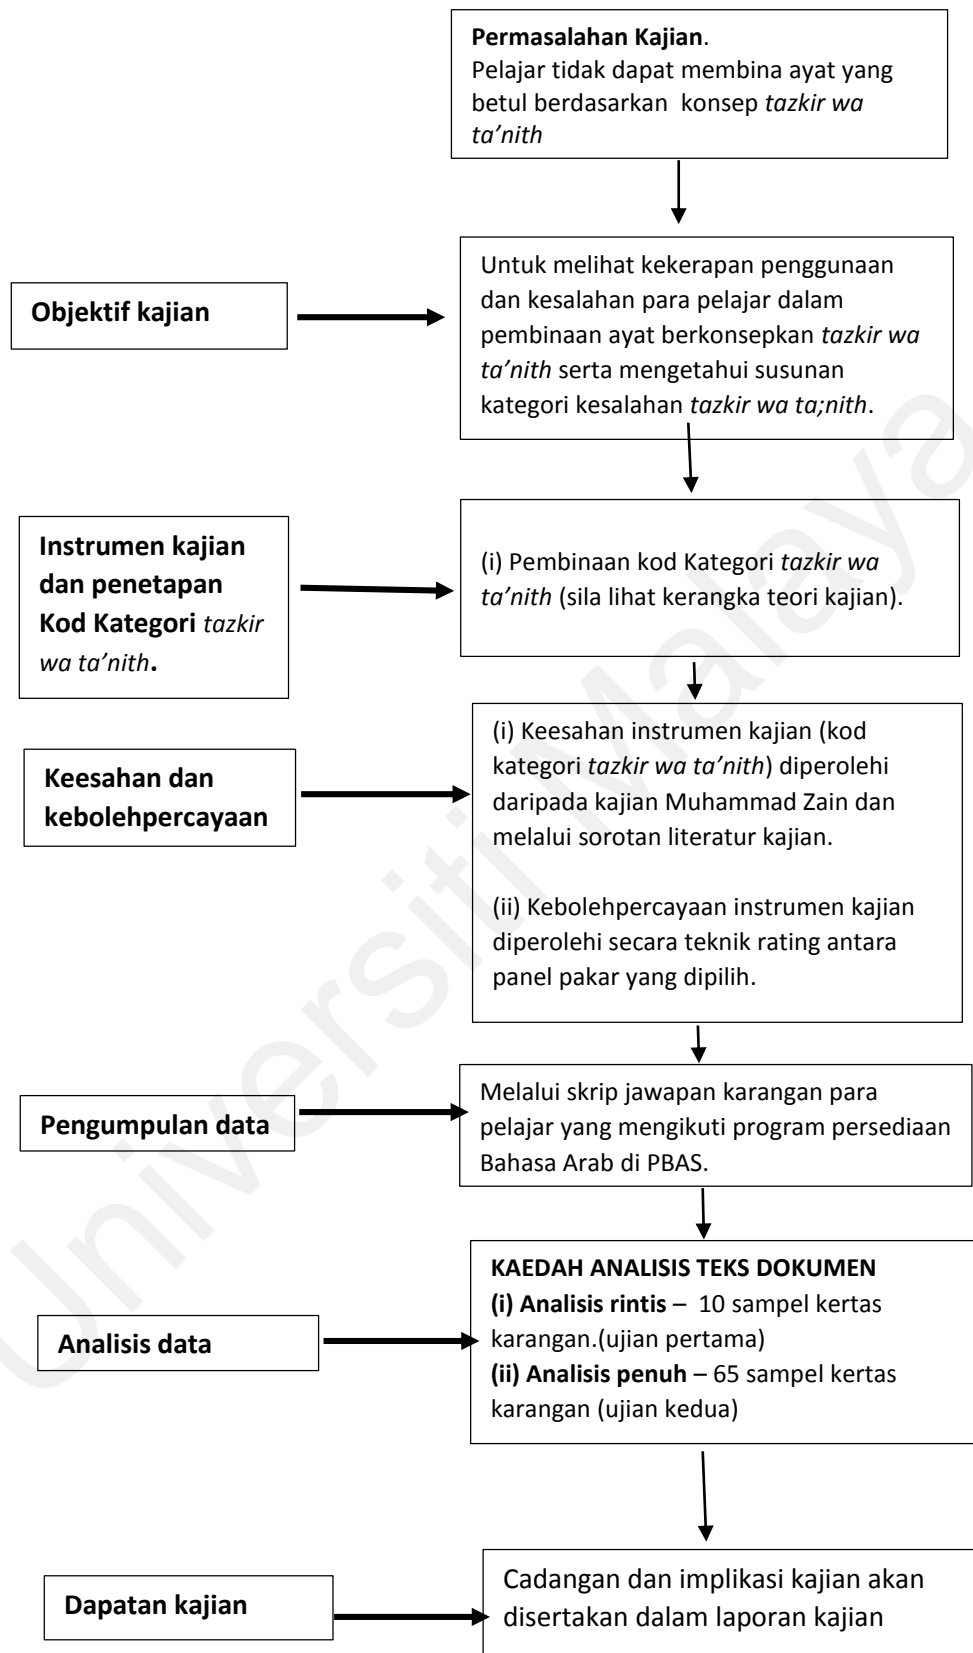 Permasalahan Kajian.
Pelajar tidak dapat membina ayat yang
betul berdasarkan konsep tazkir wa
ta’nith
Objektif kajian
Untuk melihat kekerapan penggunaan
dan kesalahan para pelajar dalam
pembinaan ayat berkonsepkan tazkir wa
ta’nith serta mengetahui susunan
kategori kesalahan tazkir wa ta;nith.
Instrumen kajian
dan penetapan
Kod Kategori tazkir
wa ta’nith.
(i) Pembinaan kod Kategori tazkir wa
ta’nith (sila lihat kerangka teori kajian).
Keesahan dan
kebolehpercayaan
(i) Keesahan instrumen kajian (kod
kategori tazkir wa ta’nith) diperolehi
daripada kajian Muhammad Zain dan
melalui sorotan literatur kajian.
(ii) Kebolehpercayaan instrumen kajian
diperolehi secara teknik rating antara
panel pakar yang dipilih.
Pengumpulan data
Melalui skrip jawapan karangan para
pelajar yang mengikuti program persediaan
Bahasa Arab di PBAS.
Analisis data
KAEDAH ANALISIS TEKS DOKUMEN
(i) Analisis rintis – 10 sampel kertas
karangan.(ujian pertama)
(ii) Analisis penuh – 65 sampel kertas
karangan (ujian kedua)
Dapatan kajian
Cadangan dan implikasi kajian akan
disertakan dalam laporan kajian
Universiti Malaya